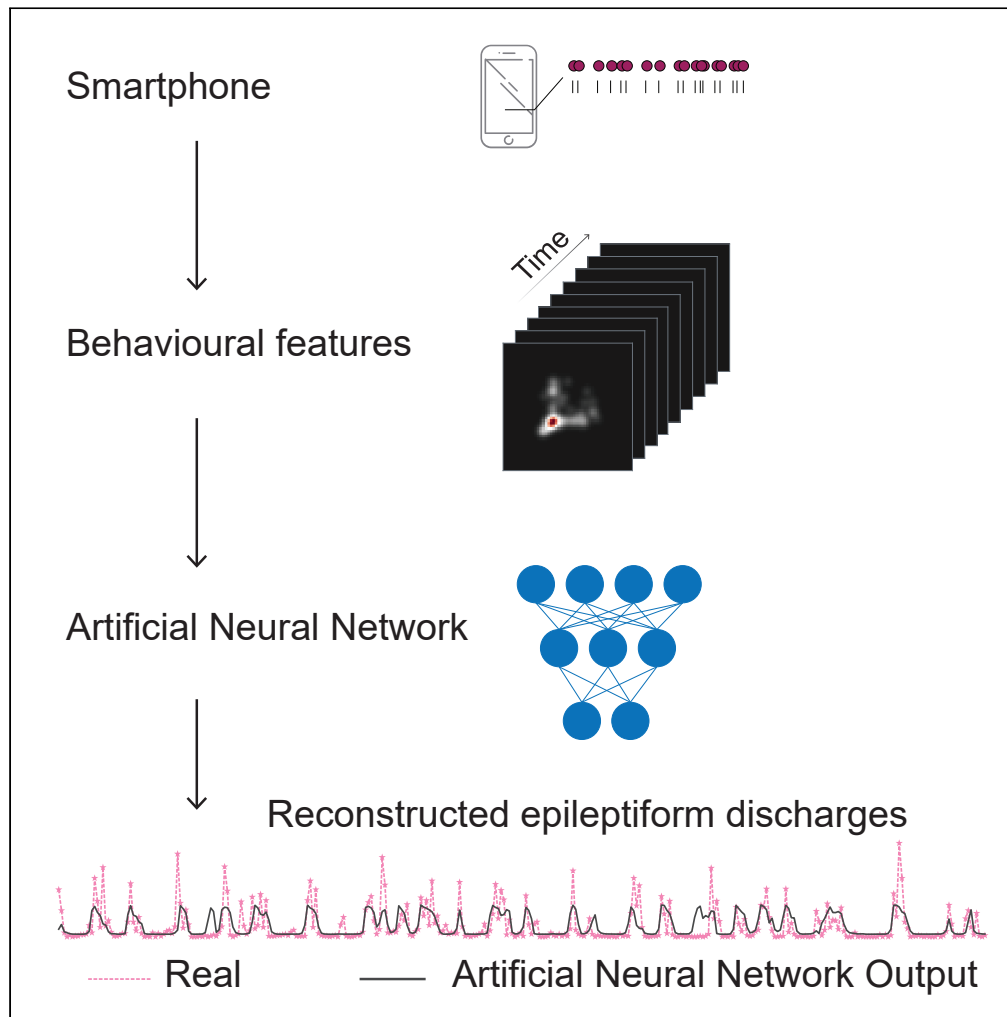 Smartphone
Time
Behavioural features
Artificial Neural Network
Reconstructed epileptiform discharges
Real
Artificial Neural Network Output